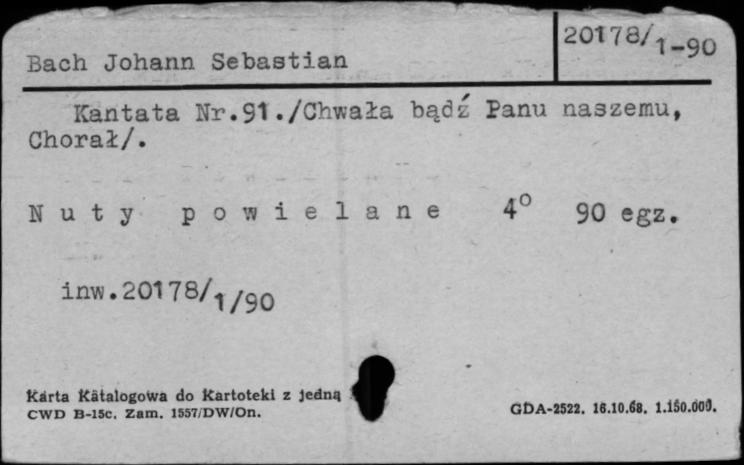 Bach Johann Sebastian
20178/1-90
Kantata Nr.91./Chwała bądź Panu naszemu,
Chorał/.
Nuty powielane 4° 90 egz.
inw.20178/1/90
Karta Katalogowa do Kartoteki z jedną
CWD B-15c. Zam. 1557/DW/On.
GDA-2522. 16.10.68. 1.150.000.